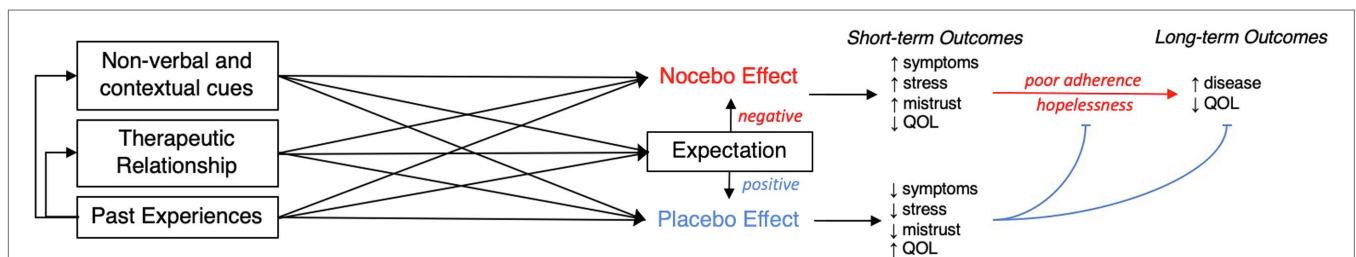 Non-verbal and
contextual cues
Therapeutic
Relationship
Past Experiences
Nocebo Effect
negative
Expectation
positive
Placebo Effect
Short-term Outcomes
↑ symptoms
↑ stress
↑ mistrust
↓ QOL
poor adherence
hopelessness
Long-term Outcomes
↑ disease
↓ QOL
↓ symptoms
↓ stress
↓ mistrust
↑ QOL